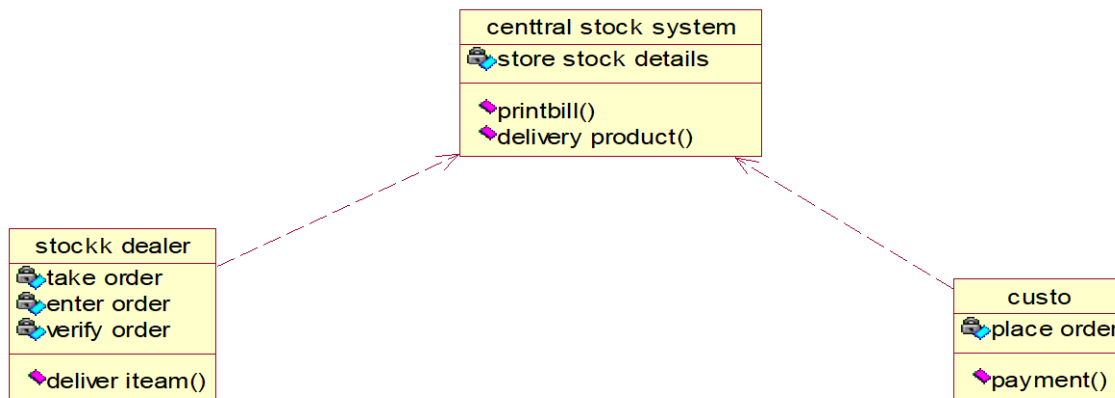 centtral stock system
store stock details
printbill()
delivery product()
stockk dealer
take order
enter order
verify order
deliver iteam()
custo
place order
payment()